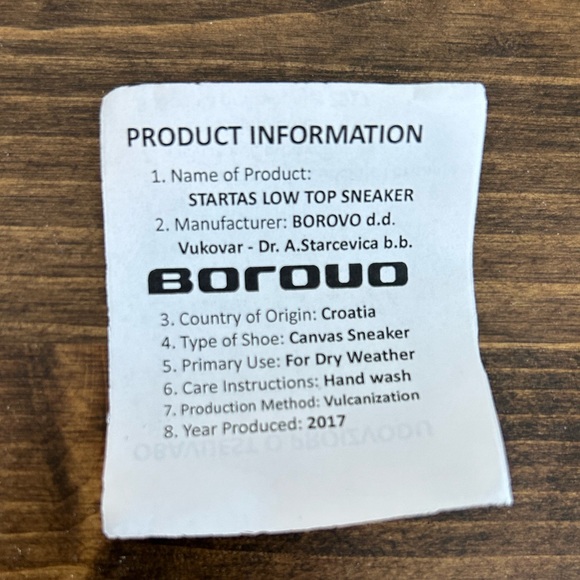 PRODUCT INFORMATION
1. Name of Product:
STARTAS LOW TOP SNEAKER
2. Manufacturer: BOROVO d.d.
Vukovar - Dr. A.Starcevica b.b.
BOROVO
3. Country of Origin: Croatia
4. Type of Shoe: Canvas Sneaker
5. Primary Use: For Dry Weather
6. Care Instructions: Hand wash
7. Production Method: Vulcanization
8. Year Produced: 2017